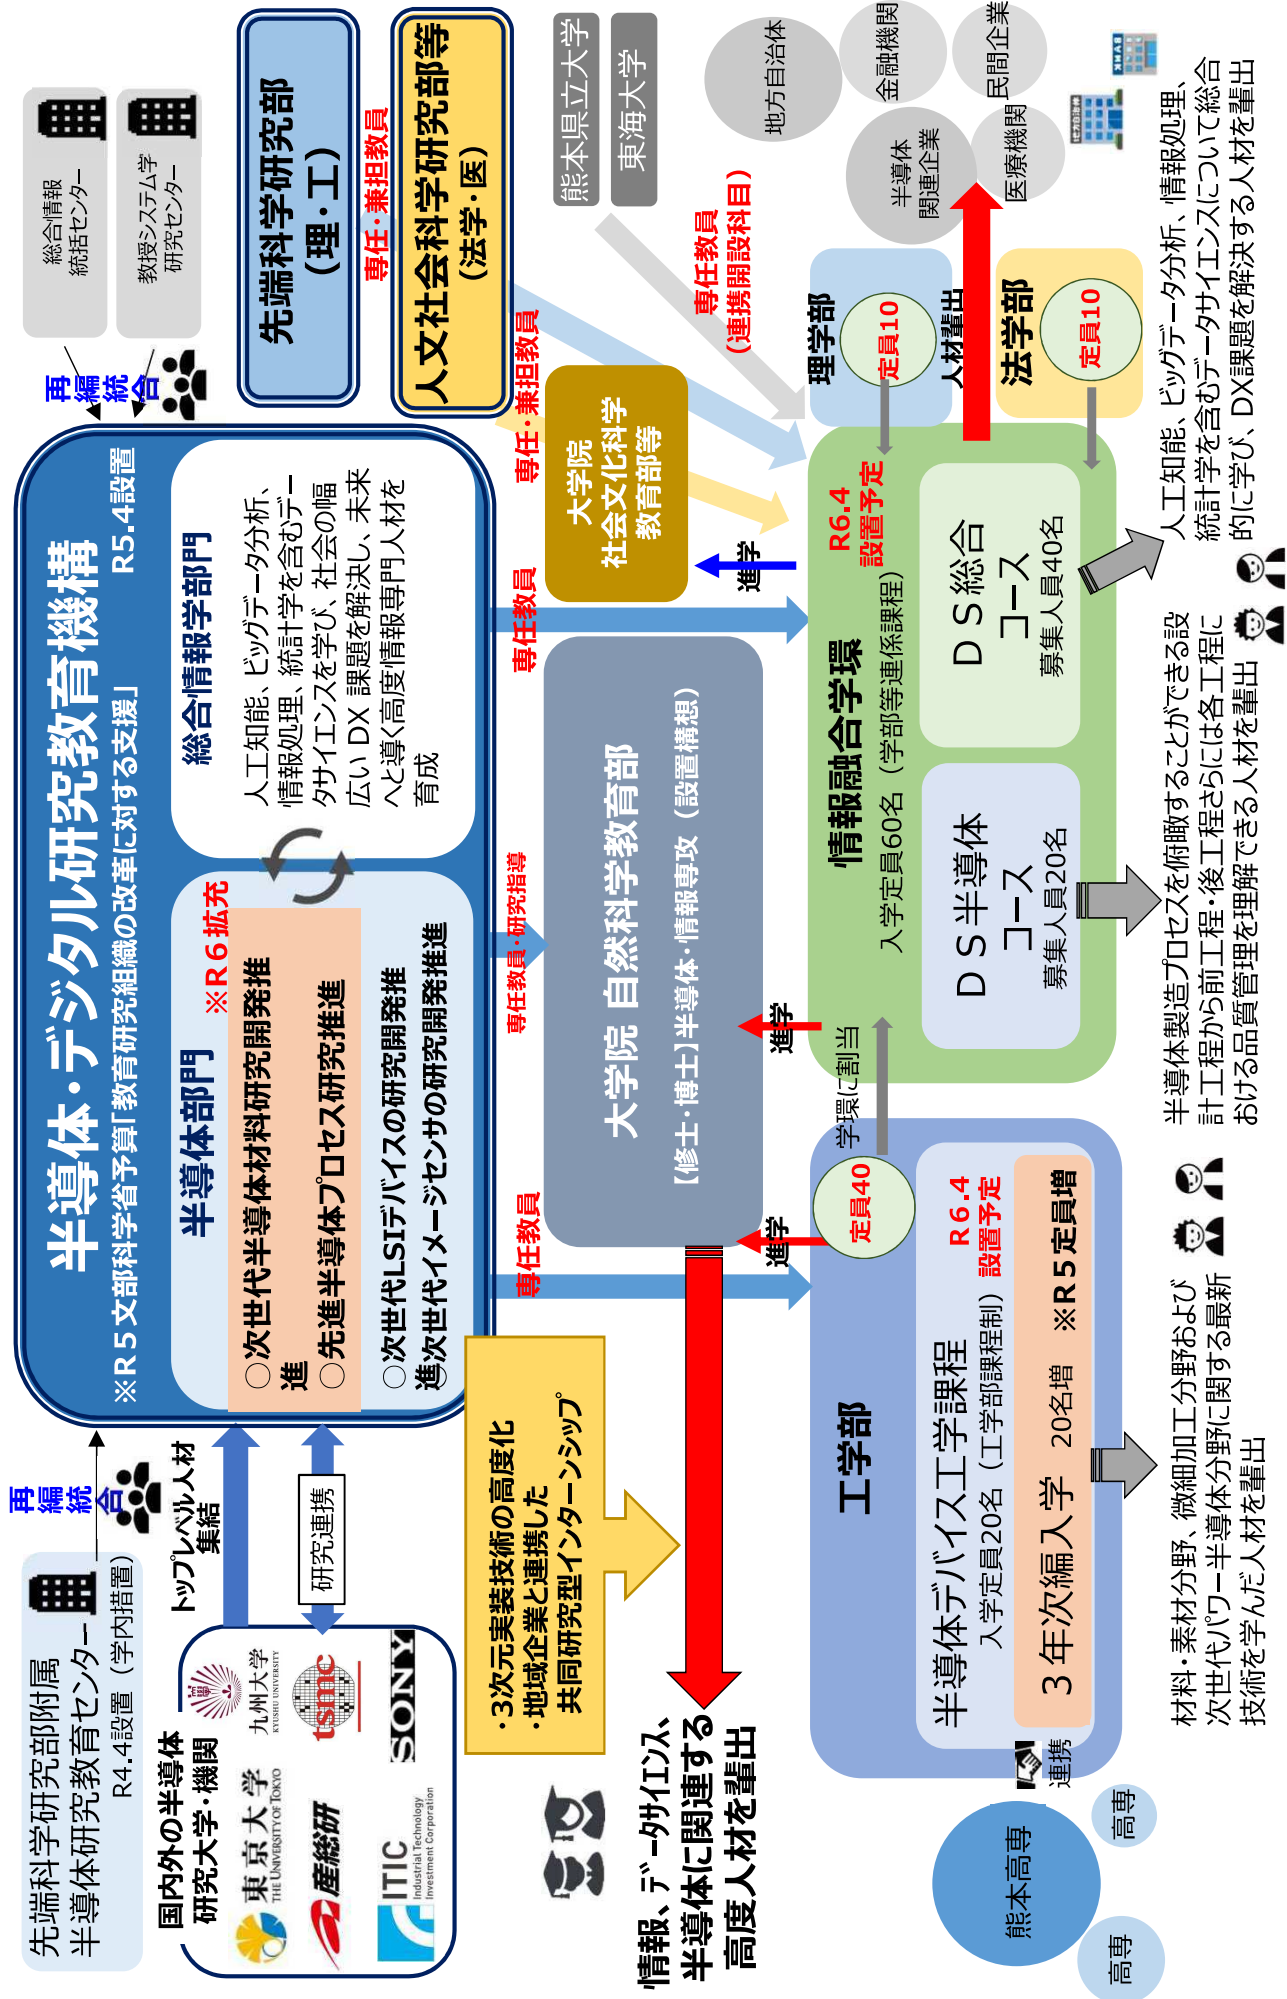 先端科学研究部附属
半導体研究教育センター
R4.4設置（学内措置）
再編統合
国内外の半導体
研究大学・機関
東京大学
THE UNIVERSITY OF TOKYO
九州大学
KYUSHU UNIVERSITY
産総研
tsmc
ITIC
Industrial Technology
Investment Corporation
SONY
トップレベル人材
集結
研究連携
半導体・デジタル研究教育機構
※R５文部科学省予算「教育研究組織の改革に対する支援」
R5.4設置
半導体部門
※R６拡充
○次世代半導体材料研究開発推
進
○先進半導体プロセス研究推進
○次世代LSIデバイスの研究開発推
進
○次世代イメージセンサの研究開発推進
総合情報学部門
人工知能、ビッグデータ分析、
情報処理、統計学を含むデー
タサイエンスを学び、社会の幅
広い DX 課題を解決し、未来
へと導く高度情報専門人材を
育成
再編統合
総合情報
統括センター
教授システム学
研究センター
先端科学研究部
（理・工）
専任・兼担教員
人文社会科学研究部等
（法学・医）
熊本県立大学
東海大学
専任教員
（連携開設科目）
・3次元実装技術の高度化
・地域企業と連携した
共同研究型インターンシップ
専任教員
専任教員・研究指導
専任教員
専任・兼担教員
大学院 自然科学教育部
【修士・博士】半導体・情報専攻（設置構想）
大学院
社会文化科学
教育部等
進学
進学
進学
情報、データサイエンス、
半導体に関連する
高度人材を輩出
工学部
定員40
学環に割当
半導体デバイス工学課程
入学定員20名（工学部課程制）
R6.4
設置予定
３年次編入学 20名増 ※R５定員増
連携
熊本高専
高専
高専
情報融合学環
入学定員60名（学部等連係課程）
R6.4
設置予定
ＤＳ半導体
コース
募集人員20名
ＤＳ総合
コース
募集人員40名
理学部
定員10
法学部
定員10
人材輩出
地方自治体
金融機関
半導体
関連企業
民間企業
医療機関
地方自治体
BANK
材料・素材分野、微細加工分野および
次世代パワー半導体分野に関する最新
技術を学んだ人材を輩出
半導体製造プロセスを俯瞰することができる設
計工程から前工程・後工程さらには各工程に
おける品質管理を理解できる人材を輩出
人工知能、ビッグデータ分析、情報処理、
統計学を含むデータサイエンスについて総合
的に学び、DX課題を解決する人材を輩出